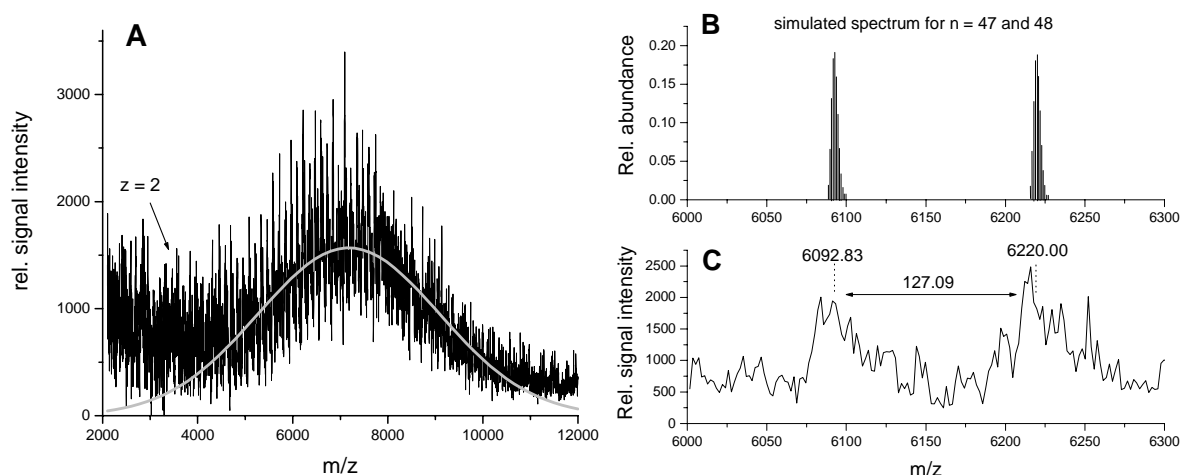 A
z = 2
3000
2000
1000
0
2000 4000 6000 8000 10000 12000
m/z
rel. signal intensity
B simulated spectrum for n = 47 and 48
0.20
0.15
0.10
0.05
0.00
6000 6050 6100 6150 6200 6250 6300
Rel. abundance
C
6092.83 6220.00
127.09
2500
2000
1500
1000
500
0
6000 6050 6100 6150 6200 6250 6300
m/z
Rel. signal intensity